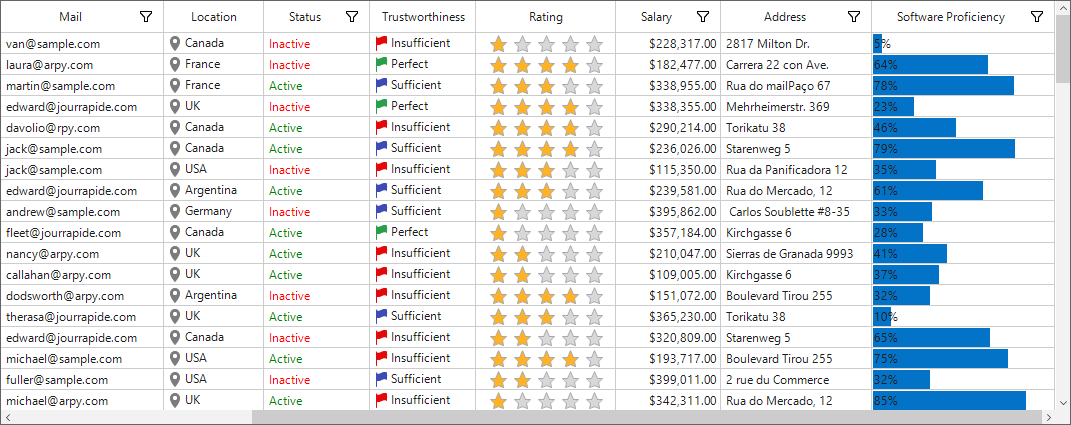 Mail Location Status Trustworthiness Rating Salary Address Software Proficiency
van@sample.com Canada Inactive Insufficient $228,317.00 2817 Milton Dr. 5%
laura@arpy.com France Inactive Perfect $182,477.00 Carrera 22 con Ave. 64%
martin@sample.com France Active Sufficient $338,955.00 Rua do mailPaço 67 78%
edward@jourrapide.com UK Inactive Perfect $338,355.00 Mehrheimerstr. 369 23%
davolio@rpy.com Canada Active Insufficient $290,214.00 Torikatu 38 46%
jack@sample.com Canada Active Sufficient $236,026.00 Starenweg 5 79%
jack@sample.com USA Inactive Insufficient $115,350.00 Rua da Panificadora 12 35%
edward@jourrapide.com Argentina Active Sufficient $239,581.00 Rua do Mercado, 12 61%
andrew@sample.com Germany Inactive Sufficient $395,862.00 Carlos Soublette #8-35 33%
fleet@jourrapide.com Canada Active Perfect $357,184.00 Kirchgasse 6 28%
nancy@arpy.com UK Active Insufficient $210,047.00 Sierras de Granada 9993 41%
callahan@arpy.com UK Active Insufficient $109,005.00 Kirchgasse 6 37%
dodsworth@arpy.com Argentina Inactive Insufficient $151,072.00 Boulevard Tirou 255 32%
therasa@jourrapide.com UK Active Sufficient $365,230.00 Torikatu 38 10%
edward@jourrapide.com Canada Inactive Insufficient $320,809.00 Starenweg 5 65%
michael@sample.com USA Active Insufficient $193,717.00 Boulevard Tirou 255 75%
fuller@sample.com USA Inactive Sufficient $399,011.00 2 rue du Commerce 32%
michael@arpy.com UK Active Insufficient $342,311.00 Rua do Mercado, 12 85%